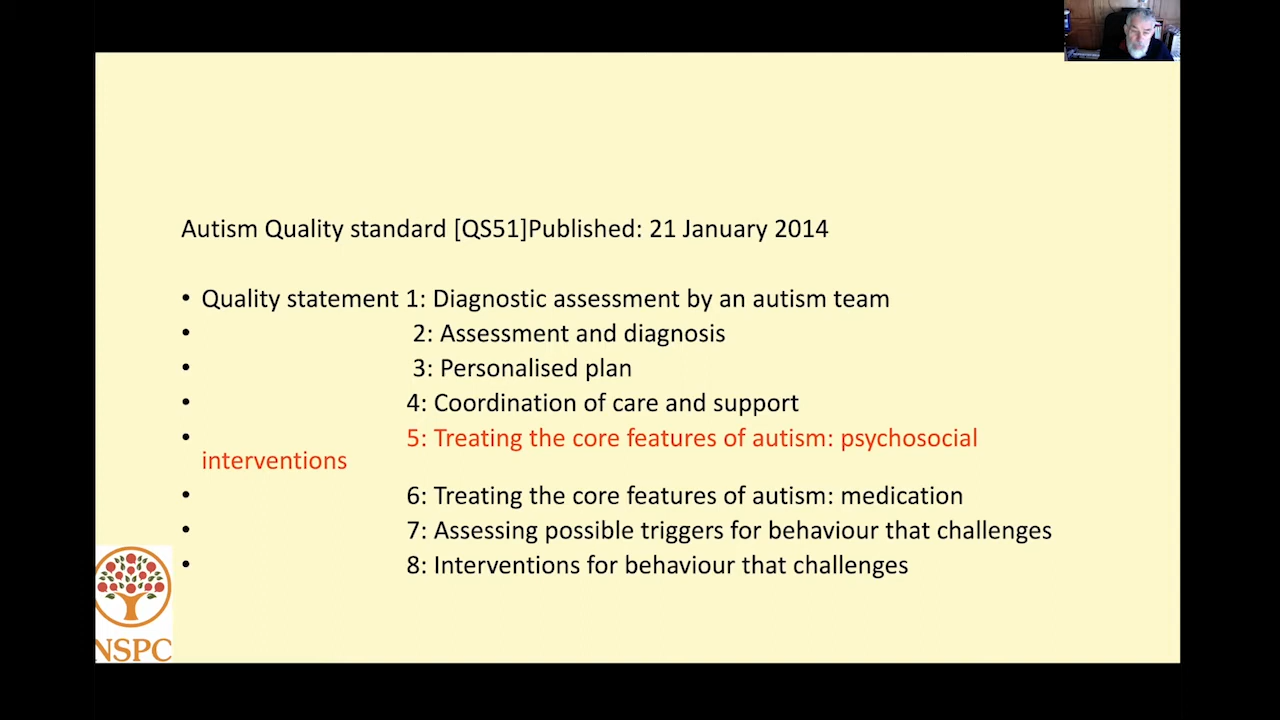 Autism Quality standard [QS51]Published: 21 January 2014
• Quality statement 1: Diagnostic assessment by an autism team
• 2: Assessment and diagnosis
• 3: Personalised plan
• 4: Coordination of care and support
• 5: Treating the core features of autism: psychosocial
interventions
• 6: Treating the core features of autism: medication
• 7: Assessing possible triggers for behaviour that challenges
• 8: Interventions for behaviour that challenges
NSPC